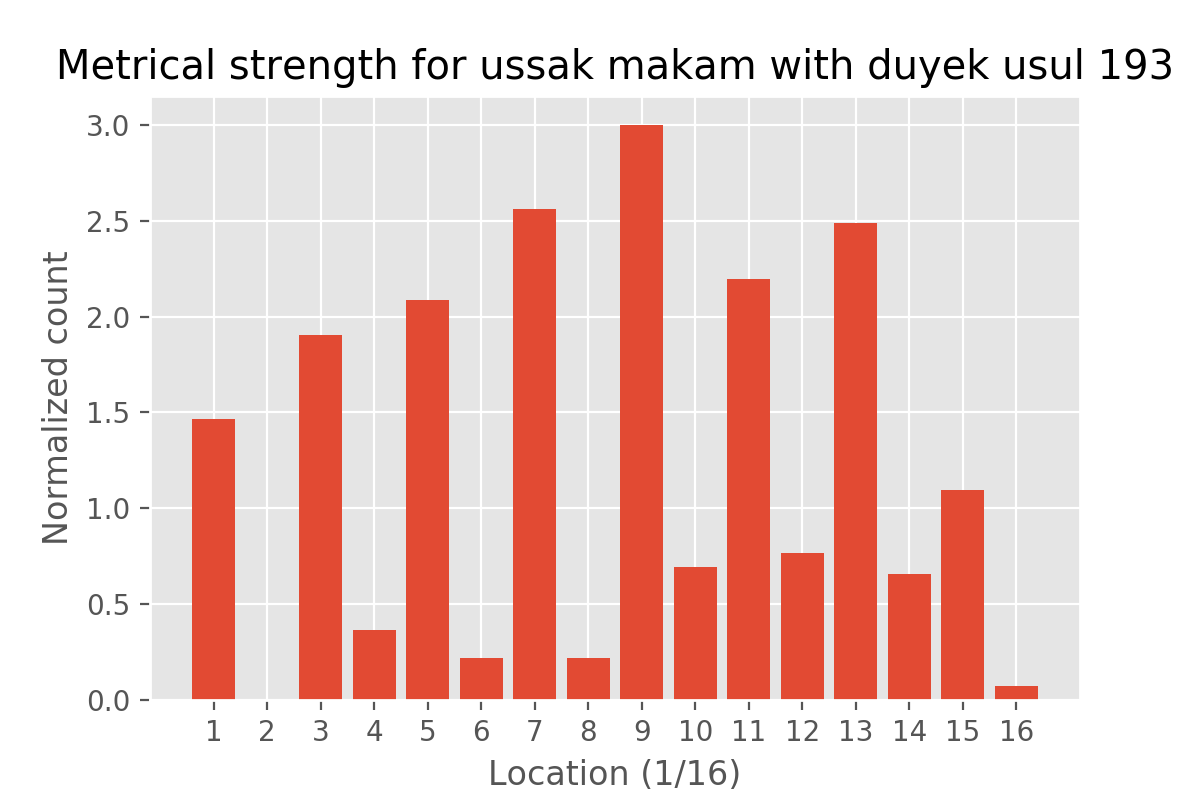 Metrical strength for ussak makam with duyek usul 193
Normalized count
3.0
2.5
2.0
1.5
1.0
0.5
0.0
1 2 3 4 5 6 7 8 9 10 11 12 13 14 15 16
Location (1/16)